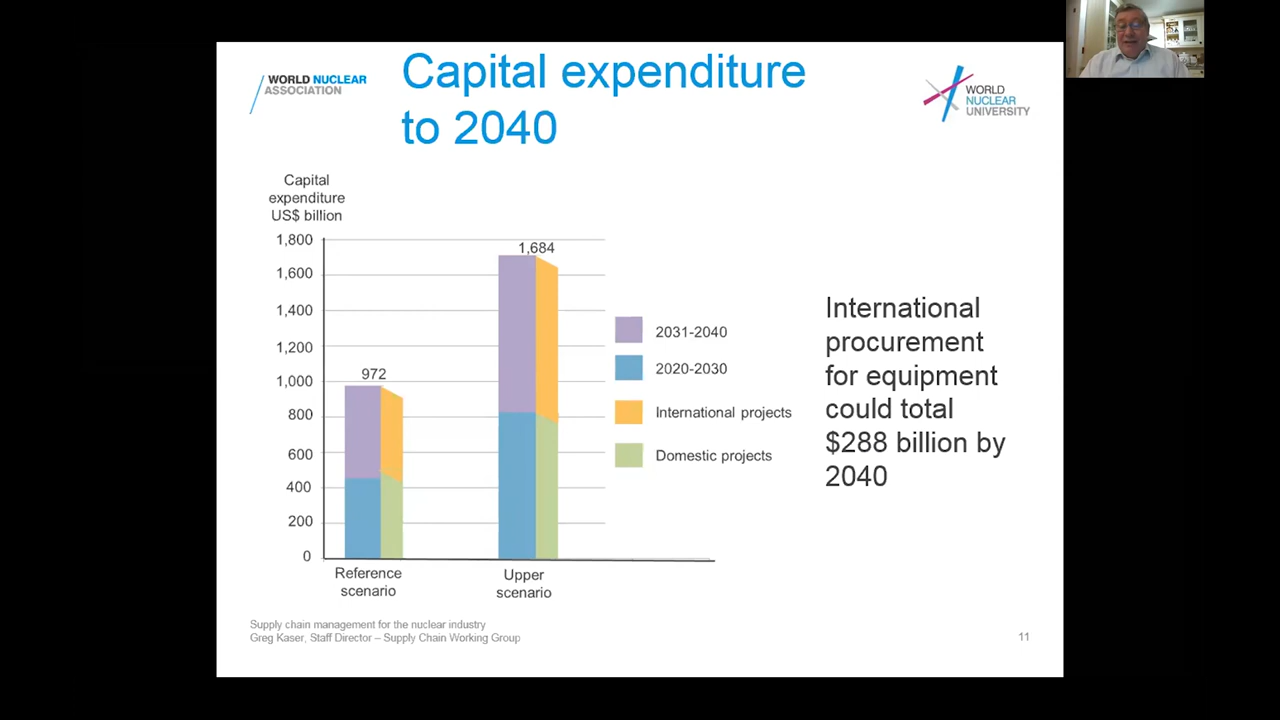 WORLD NUCLEAR
ASSOCIATION
Capital expenditure
to 2040
WORLD
NUCLEAR
UNIVERSITY
Capital
expenditure
US$ billion
1,800
1,600
1,400
1,200
1,000
800
600
400
200
0
972
1,684
Reference
scenario
Upper
scenario
2031-2040
2020-2030
International projects
Domestic projects
International
procurement
for equipment
could total
$288 billion by
2040
Supply chain management for the nuclear industry
Greg Kaser, Staff Director – Supply Chain Working Group
11